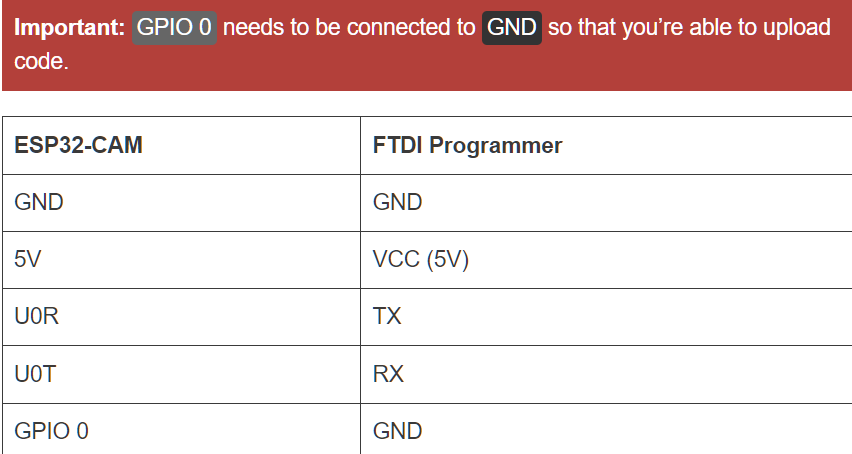 Important: GPIO 0 needs to be connected to GND so that you’re able to upload
code.
ESP32-CAM FTDI Programmer
GND GND
5V VCC (5V)
U0R TX
U0T RX
GPIO 0 GND